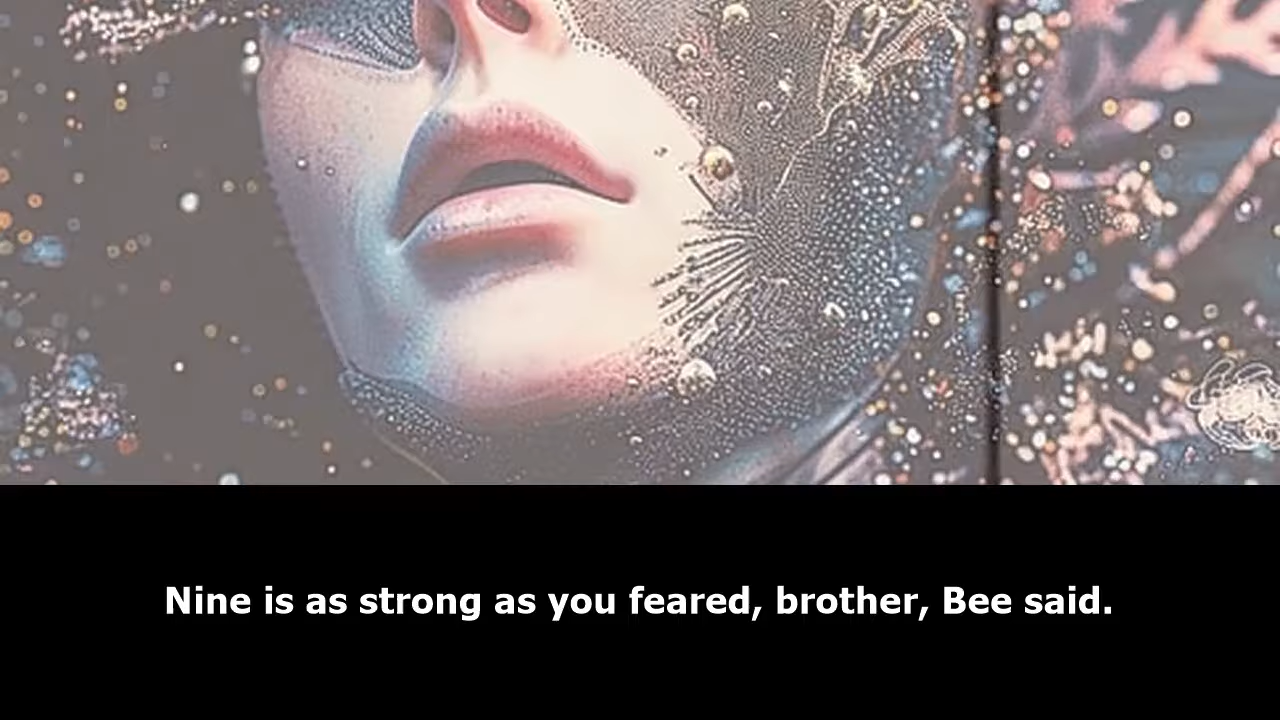 Nine is as strong as you feared, brother, Bee said.